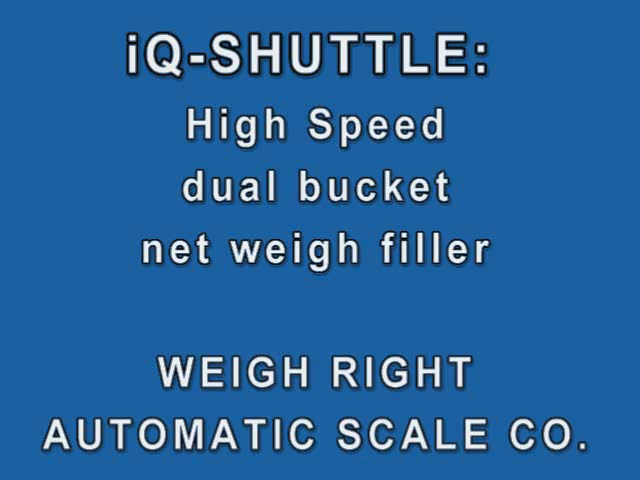 iQ-SHUTTLE:
High Speed
dual bucket
net weigh filler
WEIGH RIGHT
AUTOMATIC SCALE CO.